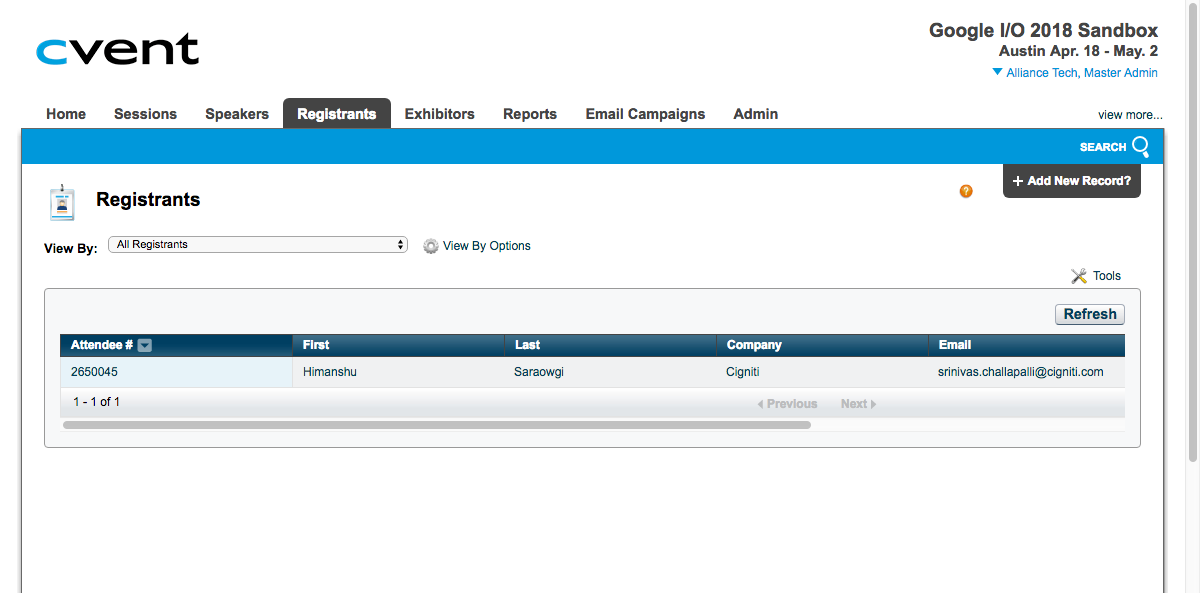 cvent
Google I/O 2018 Sandbox
Austin Apr. 18 - May. 2
Alliance Tech, Master Admin
Home Sessions Speakers Registrants Exhibitors Reports Email Campaigns Admin view more...
SEARCH
+ Add New Record?
?
Registrants
View By: All Registrants View By Options
Tools
Refresh
Attendee # First Last Company Email
2650045 Himanshu Saraowgi Cigniti srinivas.challapalli@cigniti.com
1 - 1 of 1 Previous Next